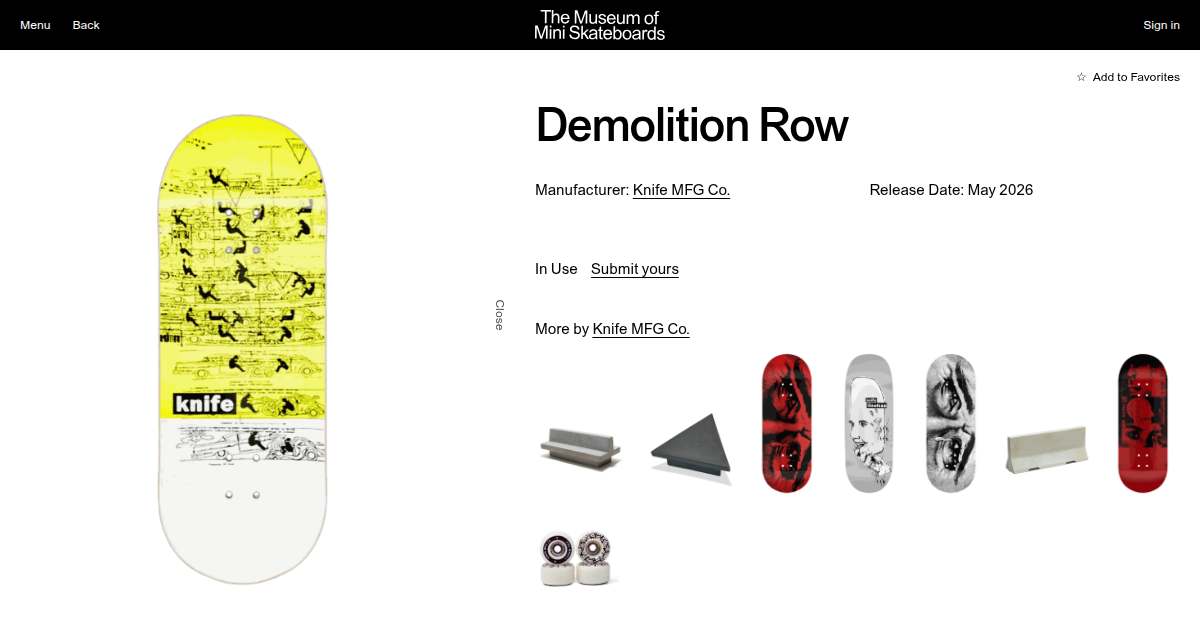 Menu
Back
The Museum of
Mini Skateboards
Sign in
☆ Add to Favorites
Demolition Row
Manufacturer: Knife MFG Co.
Release Date: May 2026
In Use Submit yours
Close
More by Knife MFG Co.
knife